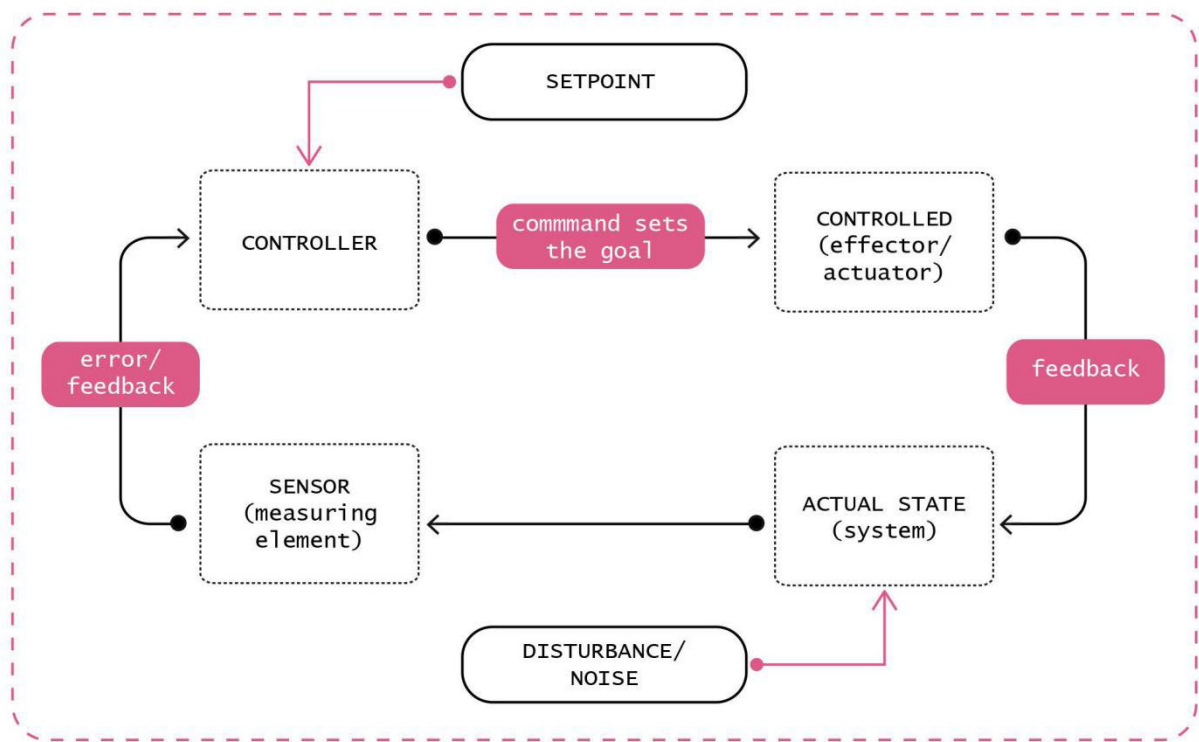 SETPOINT
CONTROLLER
commmand sets
the goal
CONTROLLED
(effector/
actuator)
error/
feedback
feedback
SENSOR
(measuring
element)
ACTUAL STATE
(system)
DISTURBANCE/
NOISE